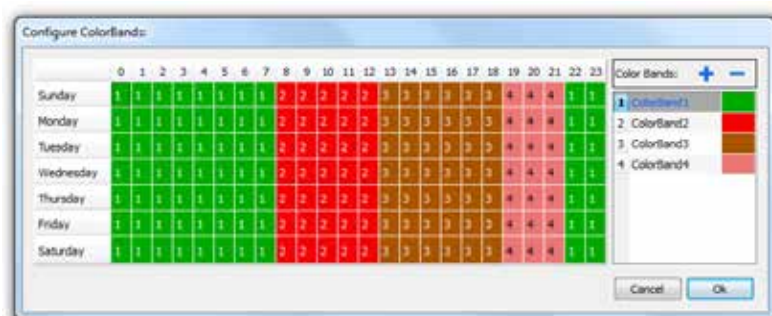 Configure ColorBands:
0 1 2 3 4 5 6 7 8 9 10 11 12 13 14 15 16 17 18 19 20 21 22 23
Sunday 1 1 1 1 1 1 1 1 2 2 2 2 2 3 3 3 3 3 3 4 4 4 1 1
Monday 1 1 1 1 1 1 1 1 2 2 2 2 2 3 3 3 3 3 3 4 4 4 1 1
Tuesday 1 1 1 1 1 1 1 1 2 2 2 2 2 3 3 3 3 3 3 4 4 4 1 1
Wednesday 1 1 1 1 1 1 1 1 2 2 2 2 2 3 3 3 3 3 3 4 4 4 1 1
Thursday 1 1 1 1 1 1 1 1 2 2 2 2 2 3 3 3 3 3 3 4 4 4 1 1
Friday 1 1 1 1 1 1 1 1 2 2 2 2 2 3 3 3 3 3 3 4 4 4 1 1
Saturday 1 1 1 1 1 1 1 1 2 2 2 2 2 3 3 3 3 3 3 4 4 4 1 1
Color Bands: + −
1 ColorBand1
2 ColorBand2
3 ColorBand3
4 ColorBand4
Cancel Ok